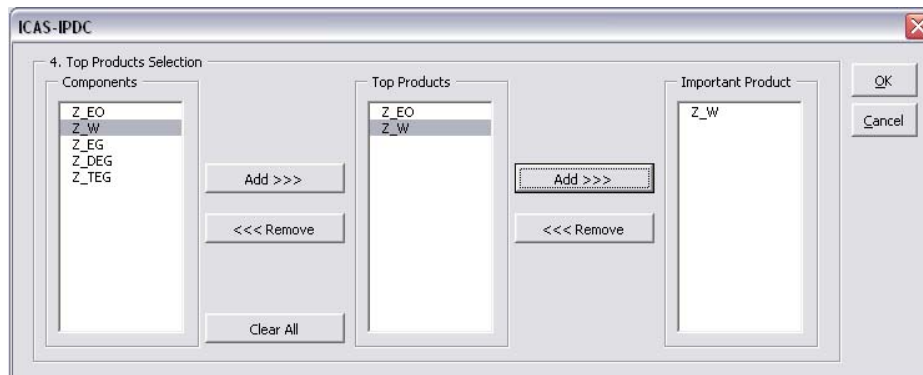 ICAS-IPDC
4. Top Products Selection
Components
Z_EO
Z_W
Z_EG
Z_DEG
Z_TEG
Add >>>
<<< Remove
Clear All
Top Products
Z_EO
Z_W
Add >>>
<<< Remove
Important Product
Z_W
OK
Cancel